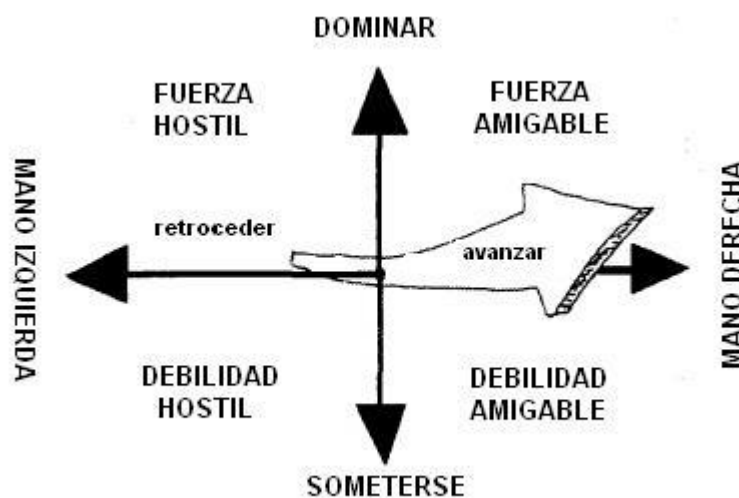 DOMINAR
FUERZA
HOSTIL
FUERZA
AMIGABLE
MANO IZQUIERDA
retroceder
avanzar
MANO DERECHA
DEBILIDAD
HOSTIL
DEBILIDAD
AMIGABLE
SOMETERSE